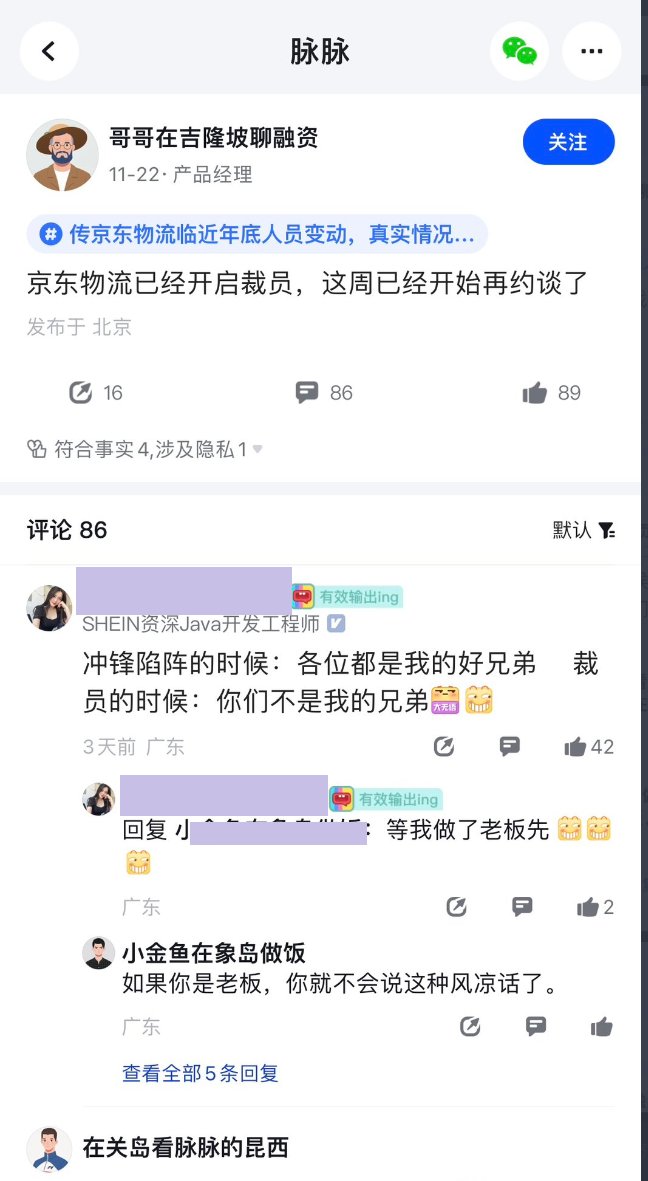 脉脉
哥哥在吉隆坡聊融资
关注
11-22· 产品经理
# 传京东物流临近年底人员变动，真实情况...
京东物流已经开启裁员，这周已经开始再约谈了
发布于 北京
16
86
89
符合事实4,涉及隐私1
评论 86
默认
有效输出ing
SHEIN资深Java开发工程师
冲锋陷阵的时候：各位都是我的好兄弟 裁
员的时候：你们不是我的兄弟
大无语
3天前 广东
42
有效输出ing
回复 小金鱼在象岛做饭：等我做了老板先
广东
2
小金鱼在象岛做饭
如果你是老板，你就不会说这种风凉话了。
广东
查看全部5条回复
在关岛看脉脉的昆西